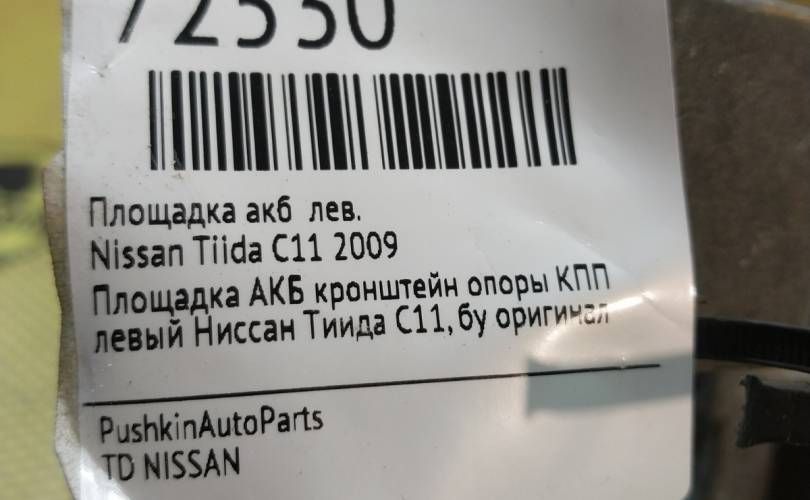 72530
Площадка акб лев.
Nissan Tiida C11 2009
Площадка АКБ кронштейн опоры КПП
левый Ниссан Тиида С11, бу оригинал
PushkinAutoParts
TD NISSAN